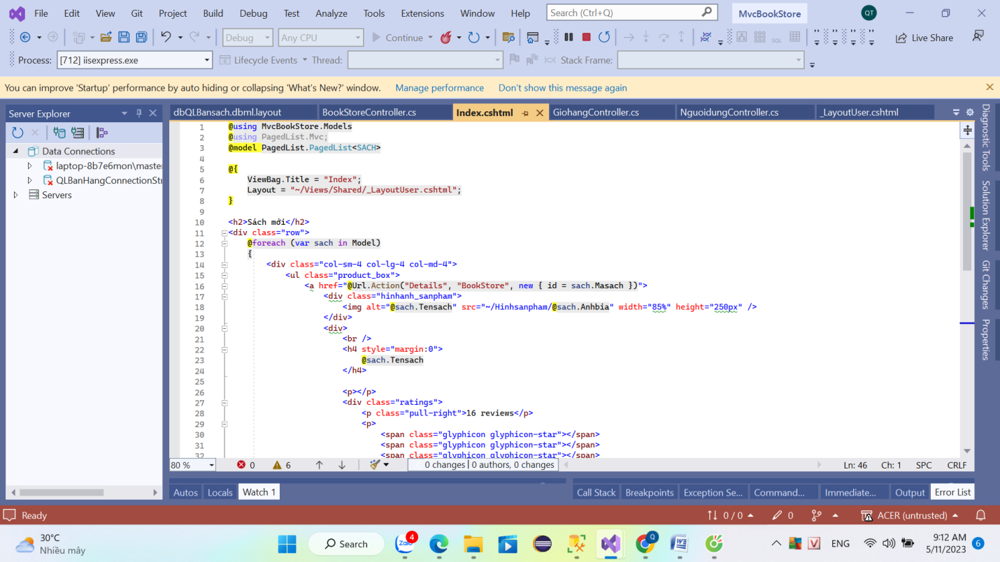 File Edit View Git Project Build Debug Test Analyze Tools Extensions Window Help Search (Ctrl+Q) MvcBookStore QT
Debug Any CPU Continue Live Share
Process: [712] iisexpress.exe Lifecycle Events Thread: Stack Frame:
You can improve 'Startup' performance by auto hiding or collapsing 'What's New?' window. Manage performance Don't show this message again
Server Explorer
Data Connections
laptop-8b7e6mon\maste
QLBanHangConnectionStr
Servers
dbQLBansach.dbml.layout BookStoreController.cs Index.cshtml GiohangController.cs NguoidungController.cs _LayoutUser.cshtml
1 @using MvcBookStore.Models
2 @using PagedList.Mvc;
3 @model PagedList.PagedList<SACH>
4
5 @{
6 ViewBag.Title = "Index";
7 Layout = "~/Views/Shared/_LayoutUser.cshtml";
8 }
9
10 <h2>Sách mới</h2>
11 <div class="row">
12 @foreach (var sach in Model)
13 {
14 <div class="col-sm-4 col-lg-4 col-md-4">
15 <ul class="product_box">
16 <a href="@Url.Action("Details", "BookStore", new { id = sach.Masach })">
17 <div class="hinhanh_sanpham">
18 <img alt="@sach.Tensach" src="~/Hinhsanpham/@sach.Anhbia" width="85%" height="250px" />
19 </div>
20 <div>
21 <br />
22 <h4 style="margin:0">
23 @sach.Tensach
24 </h4>
25
26 <p></p>
27 <div class="ratings">
28 <p class="pull-right">16 reviews</p>
29 <p>
30 <span class="glyphicon glyphicon-star"></span>
31 <span class="glyphicon glyphicon-star"></span>
32 <span class="glyphicon glyphicon-star"></span>
80 % 0 6 0 changes | 0 authors, 0 changes Ln: 46 Ch: 1 SPC CRLF
Autos Locals Watch 1 Call Stack Breakpoints Exception Se... Command... Immediate... Output Error List
Diagnostic Tools
Solution Explorer
Git Changes
Properties
Ready 0 / 0 0 ACER (untrusted)
30°C
Nhiều mây
Search Zalo 4 Q ENG
9:12 AM
5/11/2023 6